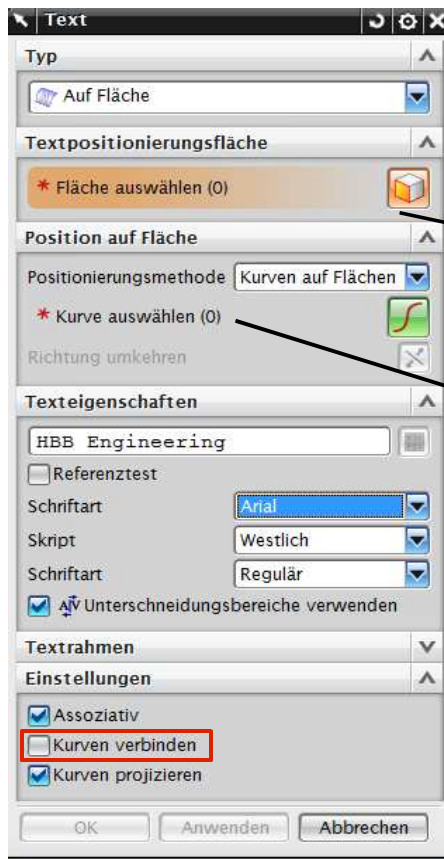 Text
Typ
Auf Fläche
Textpositionierungsfläche
* Fläche auswählen (0)
Position auf Fläche
Positionierungsmethode Kurven auf Flächen
* Kurve auswählen (0)
Richtung umkehren
Texteigenschaften
HBB Engineering
Referenztest
Schriftart Arial
Skript Westlich
Schriftart Regulär
AV Unterschneidungsbereiche verwenden
Textrahmen
Einstellungen
Assoziativ
Kurven verbinden
Kurven projizieren
OK Anwenden Abbrechen